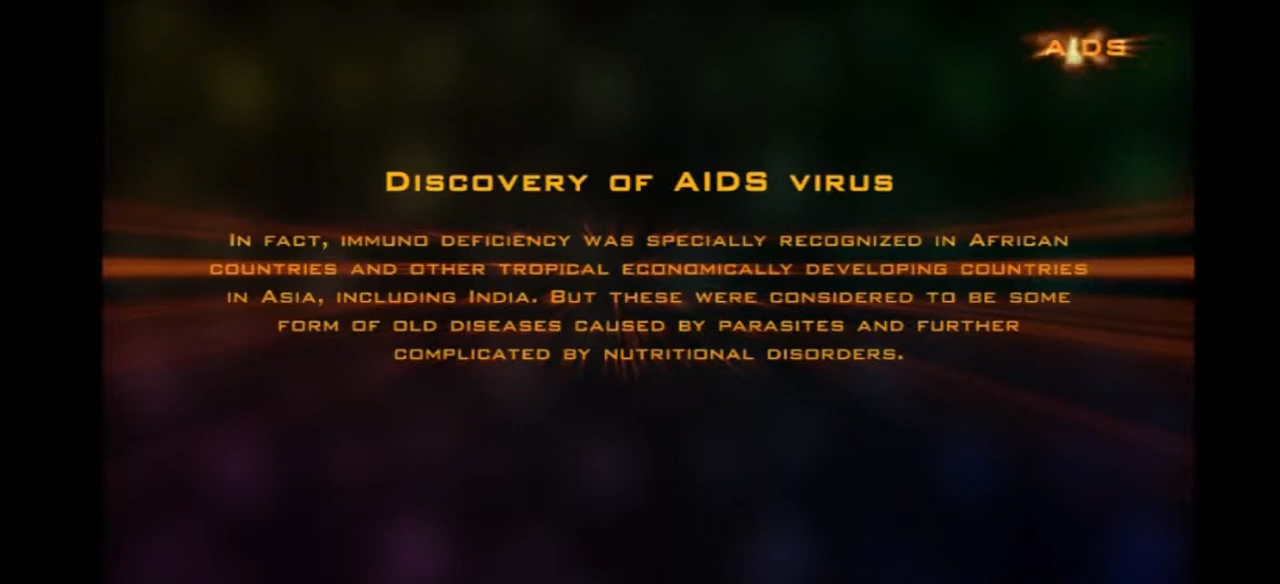 AIDS
Discovery of AIDS virus
In fact, immuno deficiency was specially recognized in African
countries and other tropical economically developing countries
in Asia, including India. But these were considered to be some
form of old diseases caused by parasites and further
complicated by nutritional disorders.